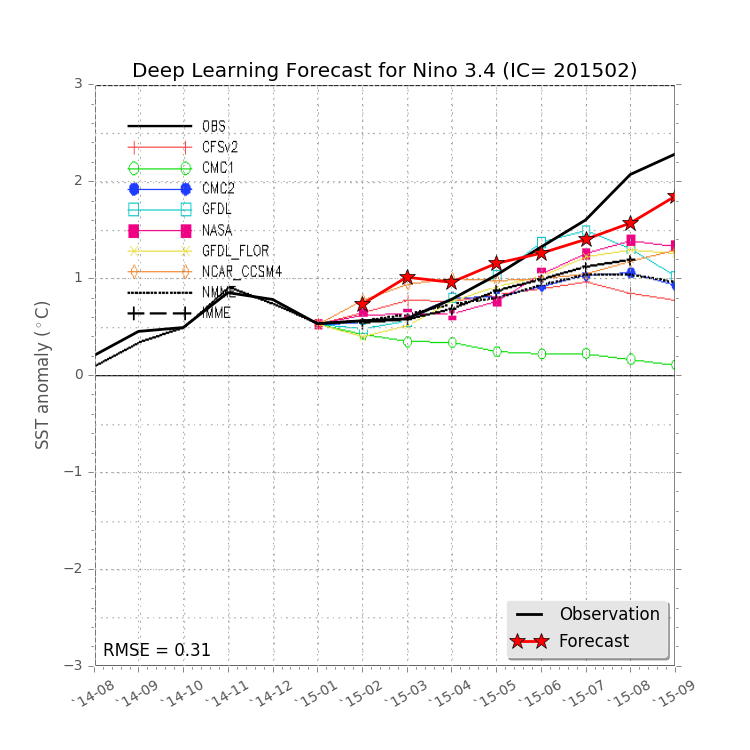 Deep Learning Forecast for Nino 3.4 (IC= 201502)
3
2
1
0
−1
−2
−3
SST anomaly (°C)
OBS
CFSv2
CMC1
CMC2
GFDL
NASA
GFDL_FLOR
NCAR_CCSM4
NMME
MME
Observation
Forecast
RMSE = 0.31
`14-08
`14-09
`14-10
`14-11
`14-12
`15-01
`15-02
`15-03
`15-04
`15-05
`15-06
`15-07
`15-08
`15-09